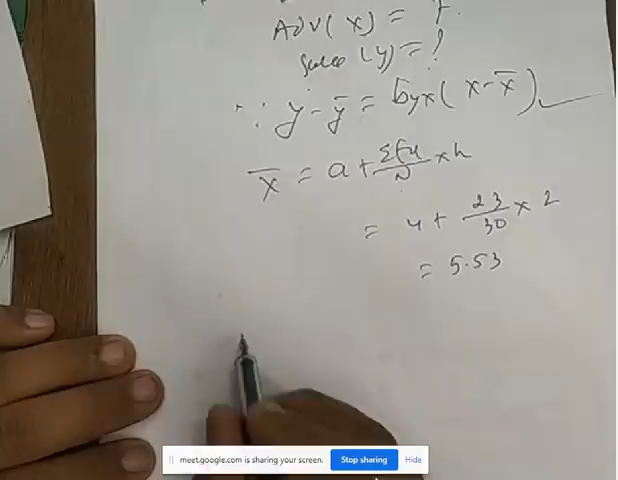 Adv(x) = 7.
Sales (y) = ?
∵ y - ȳ = byx (x - x̄)
x̄ = a + Σfu/N × h
= 4 + 23/30 × 2
= 5.53
meet.google.com is sharing your screen. Stop sharing Hide